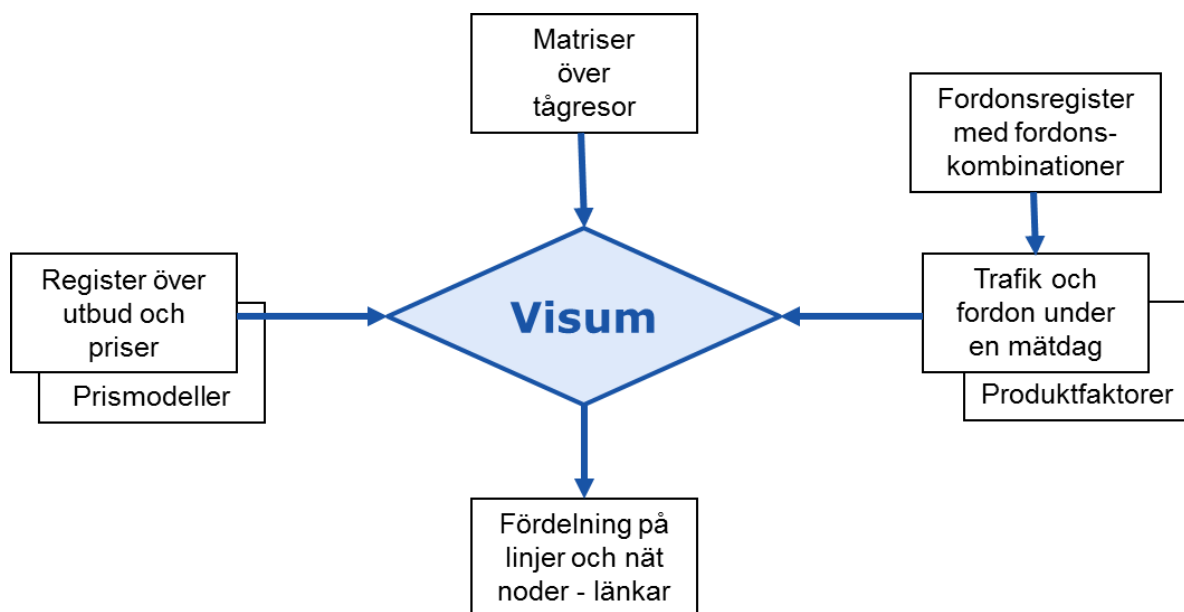 Matriser
över
tågresor
Fordonsregister
med fordons-
kombinationer
Register över
utbud och
priser
Prismodeller
Visum
Trafik och
fordon under
en mätdag
Produktfaktorer
Fördelning på
linjer och nät
noder - länkar